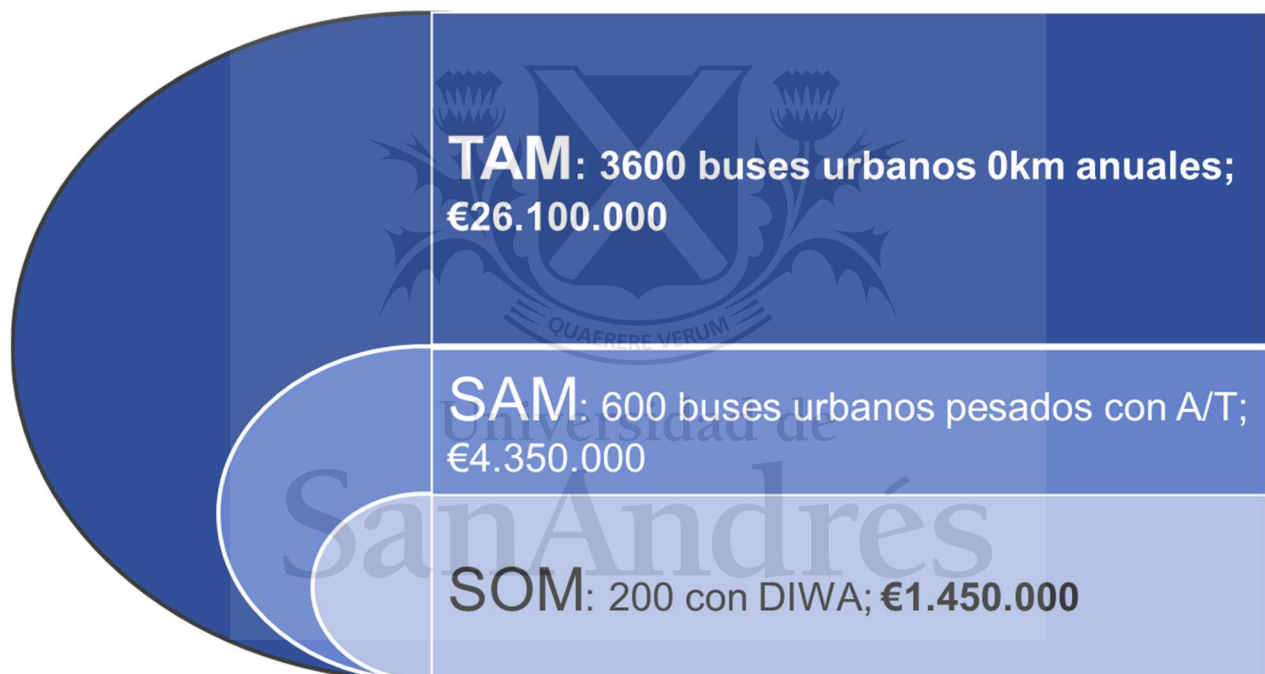 TAM: 3600 buses urbanos 0km anuales;
€26.100.000
QUAERERE VERUM
SAM: 600 buses urbanos pesados con A/T;
€4.350.000
Universidad de
SanAndrés
SOM: 200 con DIWA; €1.450.000